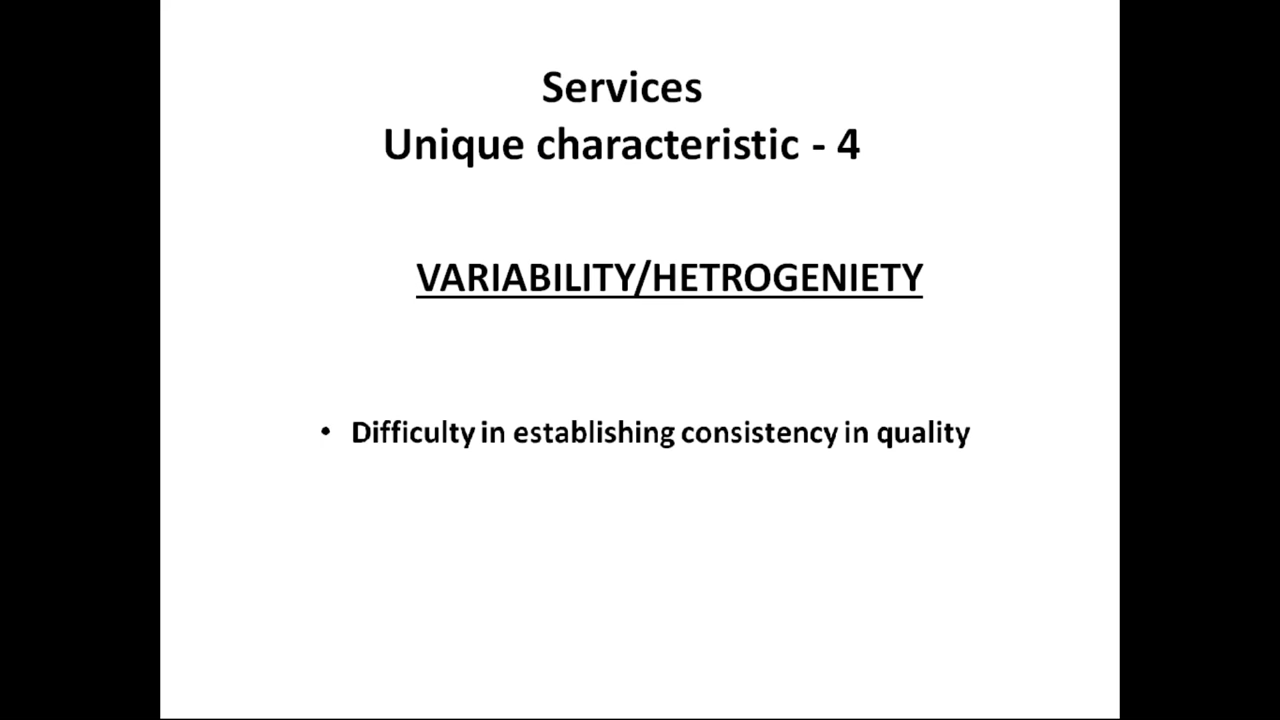 Services
Unique characteristic - 4
VARIABILITY/HETROGENIETY
• Difficulty in establishing consistency in quality